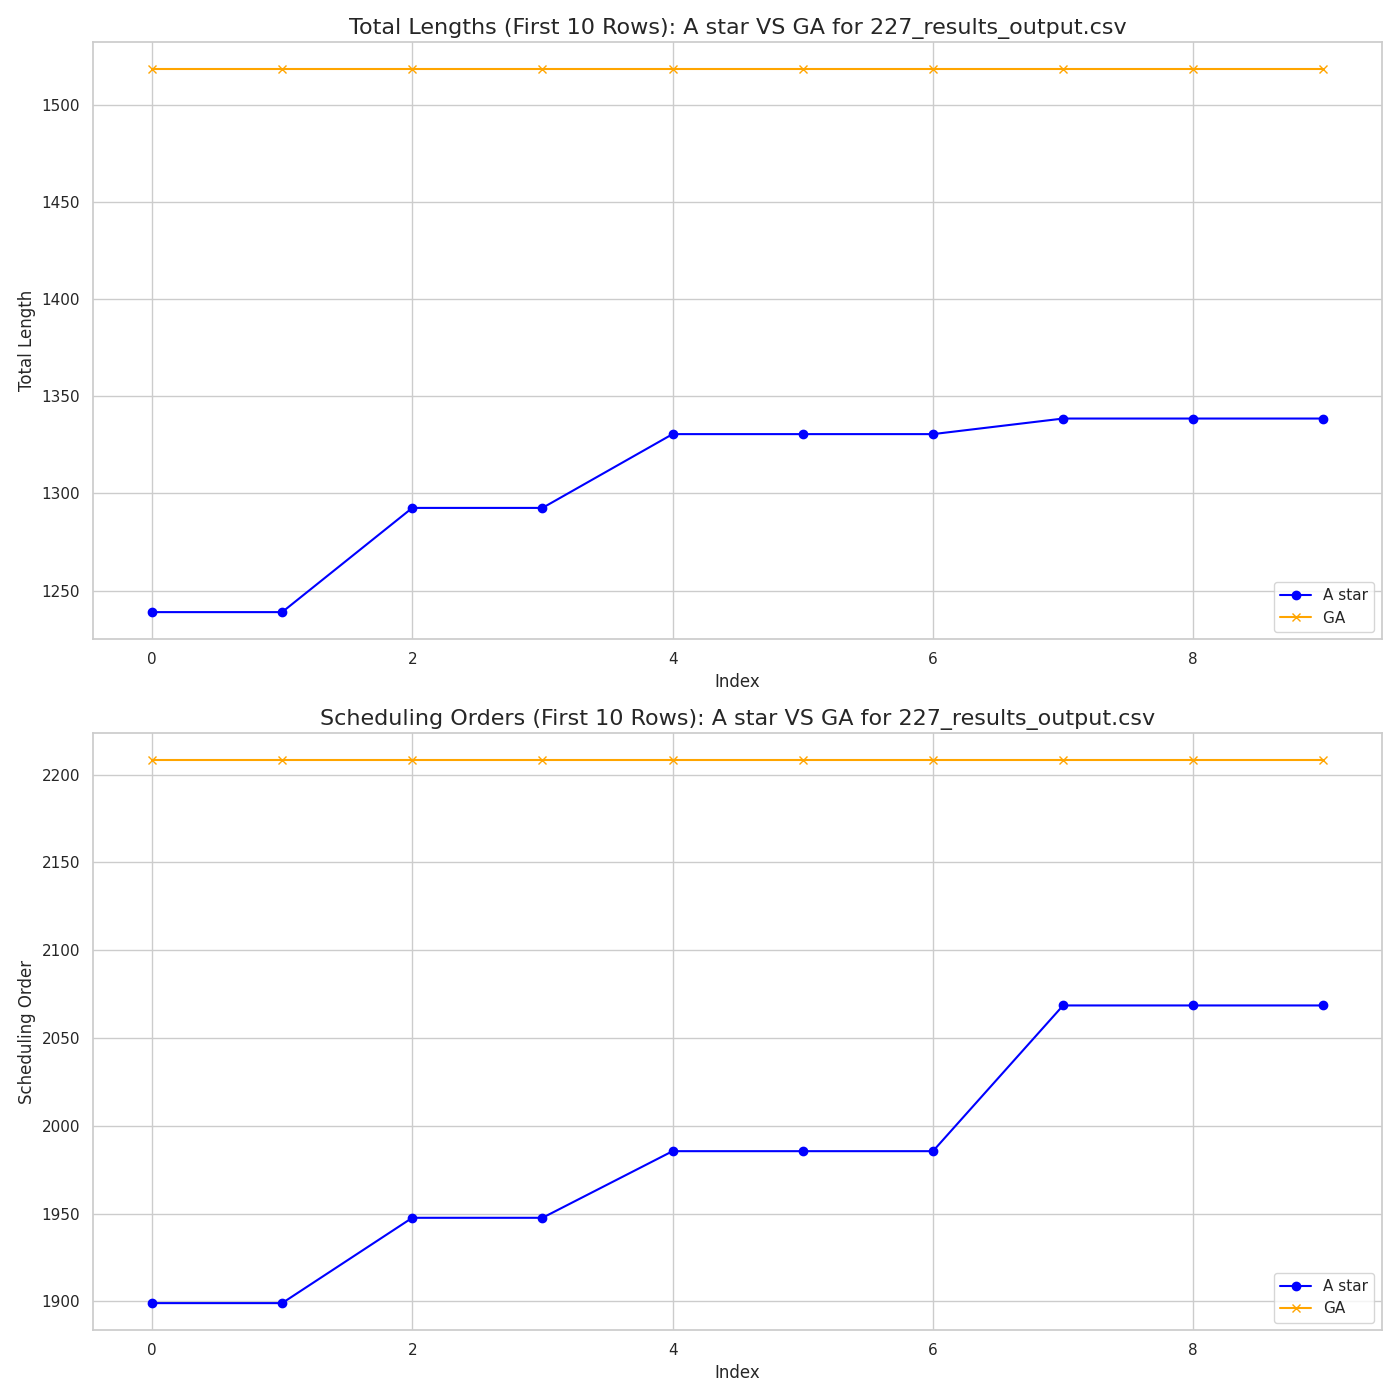 Total Lengths (First 10 Rows): A star VS GA for 227_results_output.csv
1500
1450
1400
1350
1300
1250
Total Length
A star
GA
0 2 4 6 8
Index
Scheduling Orders (First 10 Rows): A star VS GA for 227_results_output.csv
2200
2150
2100
2050
2000
1950
1900
Scheduling Order
A star
GA
0 2 4 6 8
Index